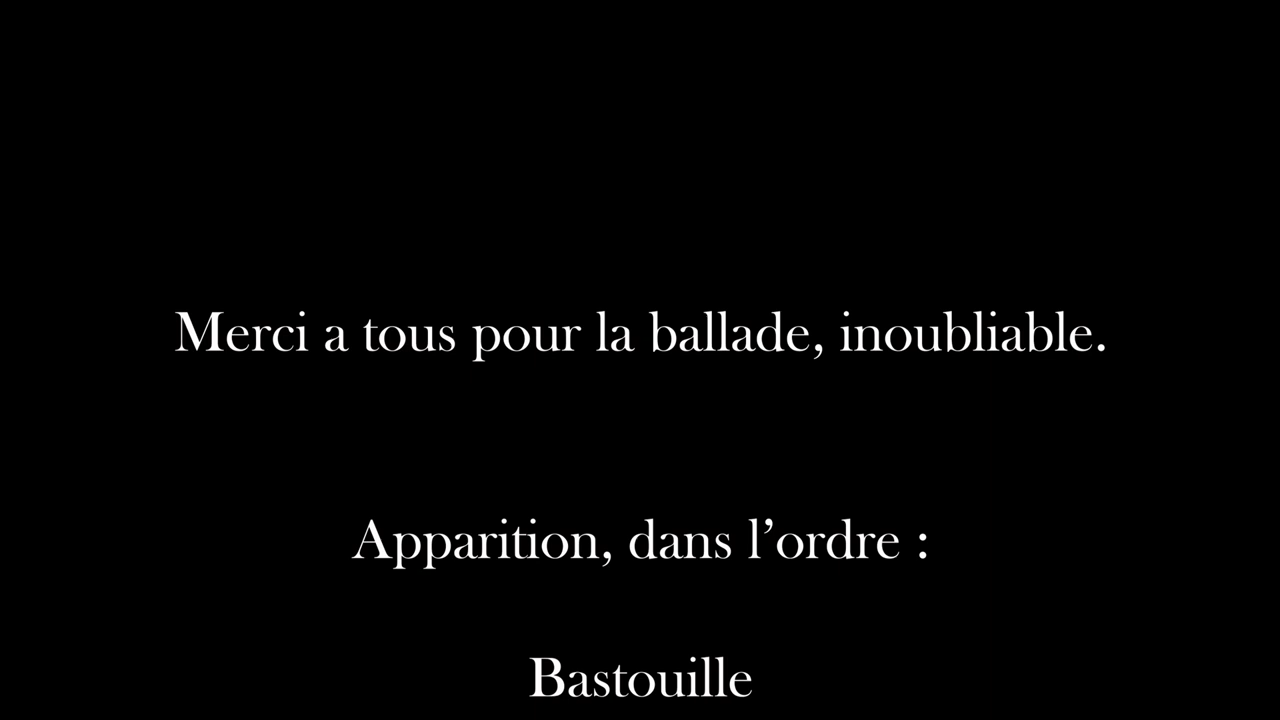 Merci a tous pour la ballade, inoubliable.
Apparition, dans l’ordre :
Bastouille